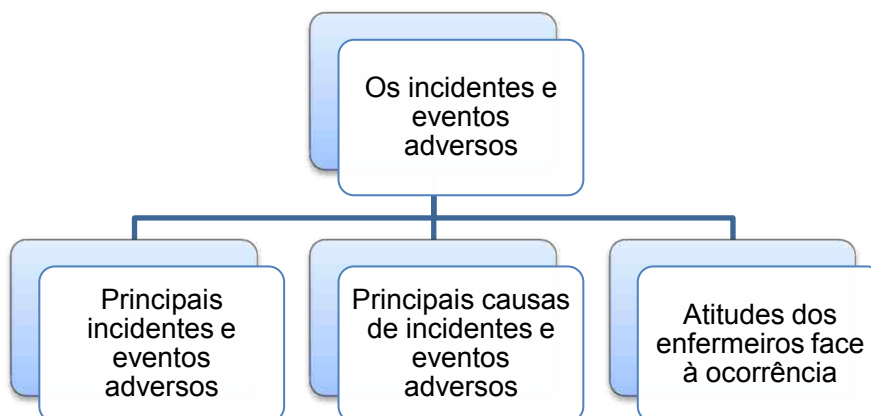 Os incidentes e
eventos
adversos
Principais
incidentes e
eventos
adversos
Principais causas
de incidentes e
eventos
adversos
Atitudes dos
enfermeiros face
à ocorrência